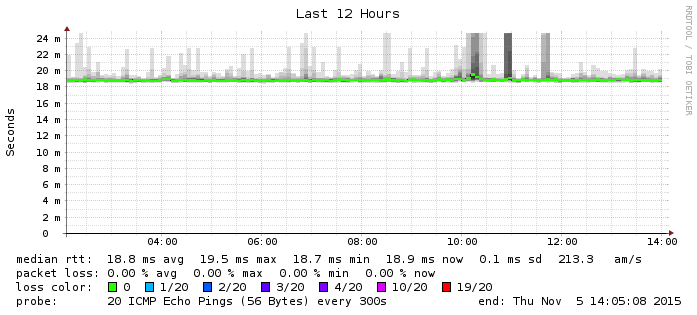 Last 12 Hours
RRDTOOL / TOBI OETIKER
Seconds
24 m
22 m
20 m
18 m
16 m
14 m
12 m
10 m
8 m
6 m
4 m
2 m
0
04:00 06:00 08:00 10:00 12:00 14:00
median rtt: 18.8 ms avg 19.5 ms max 18.7 ms min 18.9 ms now 0.1 ms sd 213.3 am/s
packet loss: 0.00 % avg 0.00 % max 0.00 % min 0.00 % now
loss color: 0 1/20 2/20 3/20 4/20 10/20 19/20
probe: 20 ICMP Echo Pings (56 Bytes) every 300s end: Thu Nov 5 14:05:08 2015